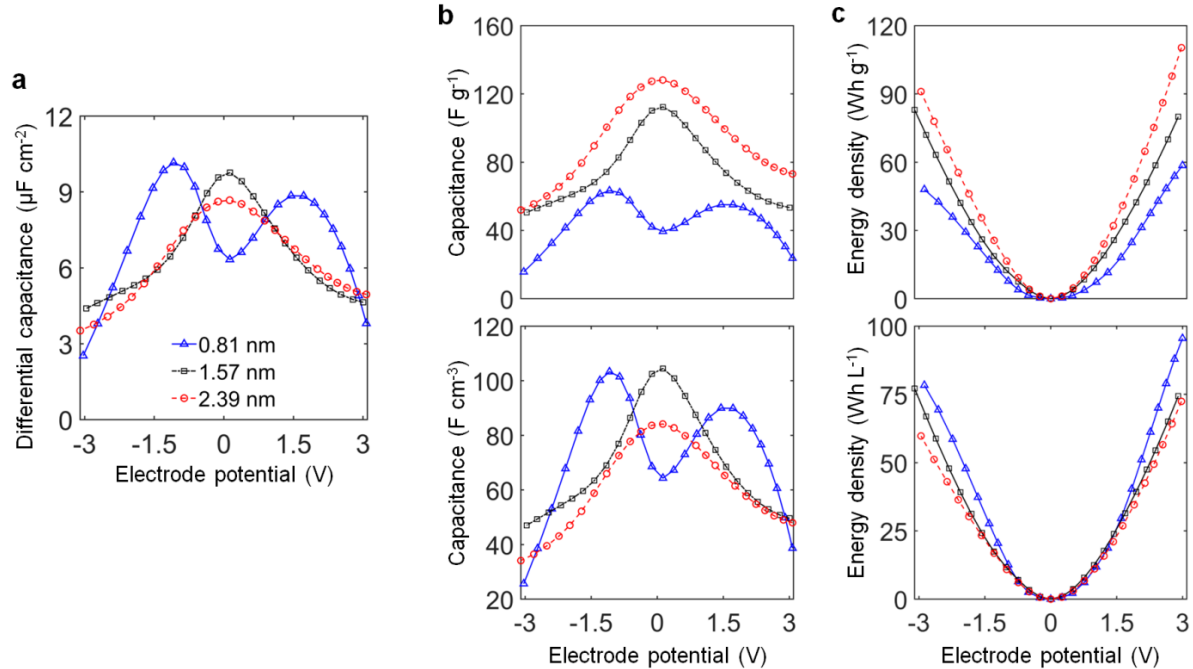 a
Differential capacitance (µF cm-2)
12
9
6
3
0
0.81 nm
1.57 nm
2.39 nm
-3 -1.5 0 1.5 3
Electrode potential (V)
b
Capacitance (F g-1)
160
120
80
40
0
Capacitance (F cm-3)
120
100
80
60
40
20
-3 -1.5 0 1.5 3
Electrode potential (V)
c
Energy density (Wh g-1)
120
90
60
30
0
Energy density (Wh L-1)
100
75
50
25
0
-3 -1.5 0 1.5 3
Electrode potential (V)